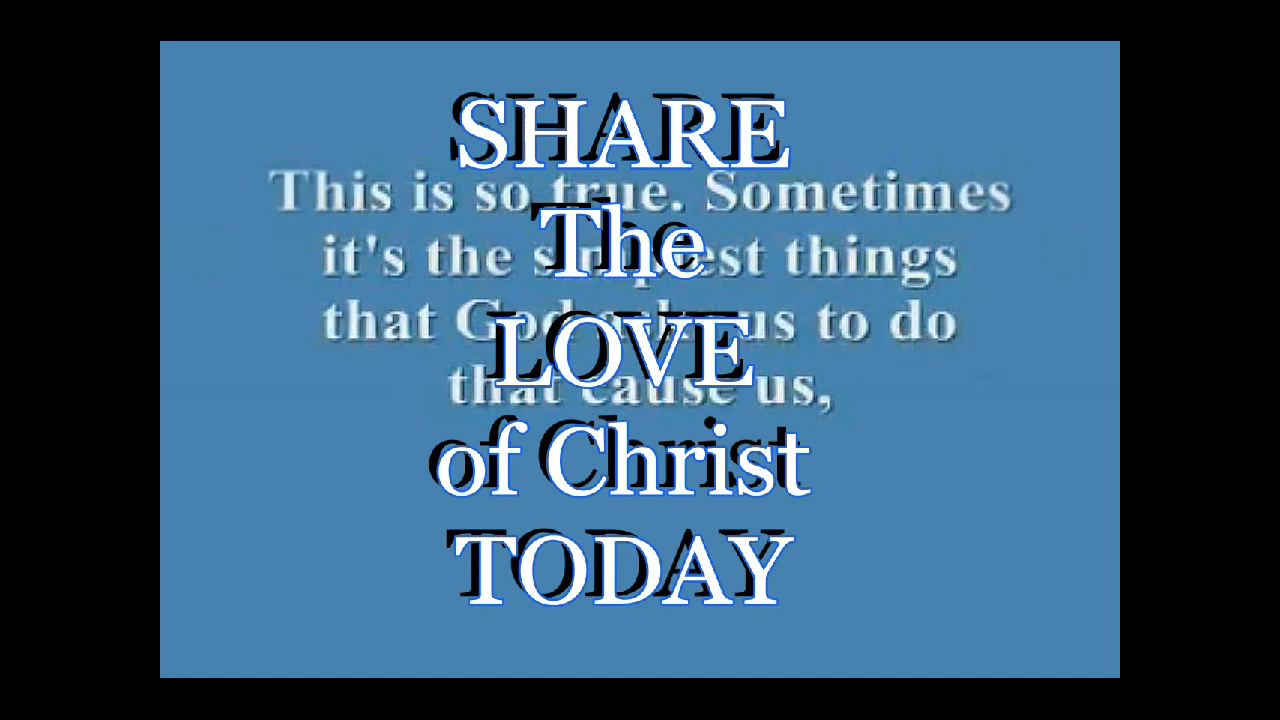 SHARE
The
LOVE
of Christ
TODAY
This is so true. Sometimes
it's the simplest things
that God asks us to do
that cause us,